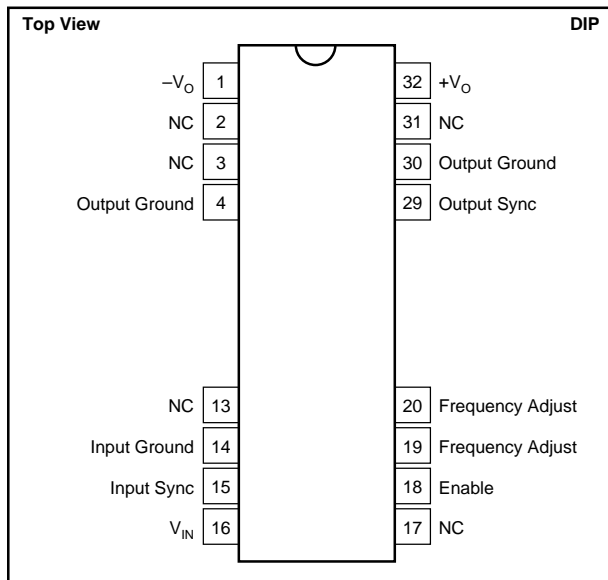 Top View DIP
–VO 1 32 +VO
NC 2 31 NC
NC 3 30 Output Ground
Output Ground 4 29 Output Sync
NC 13 20 Frequency Adjust
Input Ground 14 19 Frequency Adjust
Input Sync 15 18 Enable
VIN 16 17 NC